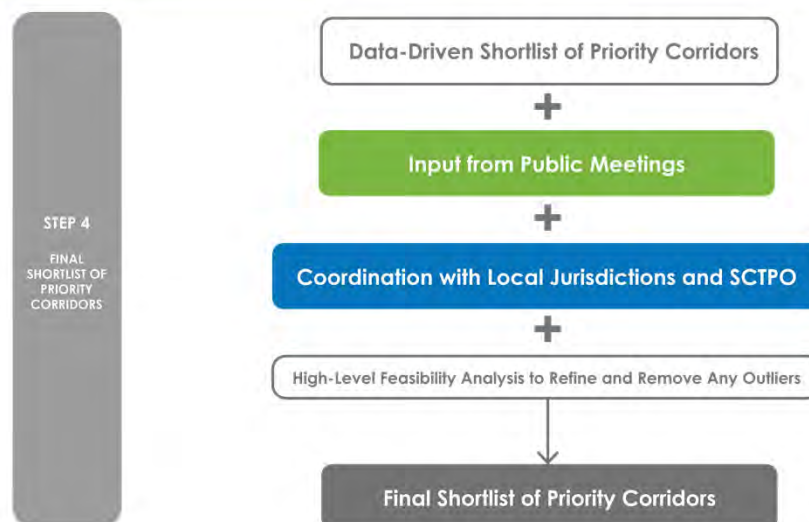 Data-Driven Shortlist of Priority Corridors
+
Input from Public Meetings
+
Coordination with Local Jurisdictions and SCTPO
+
High-Level Feasibility Analysis to Refine and Remove Any Outliers
Final Shortlist of Priority Corridors
STEP 4
FINAL
SHORTLIST OF
PRIORITY
CORRIDORS